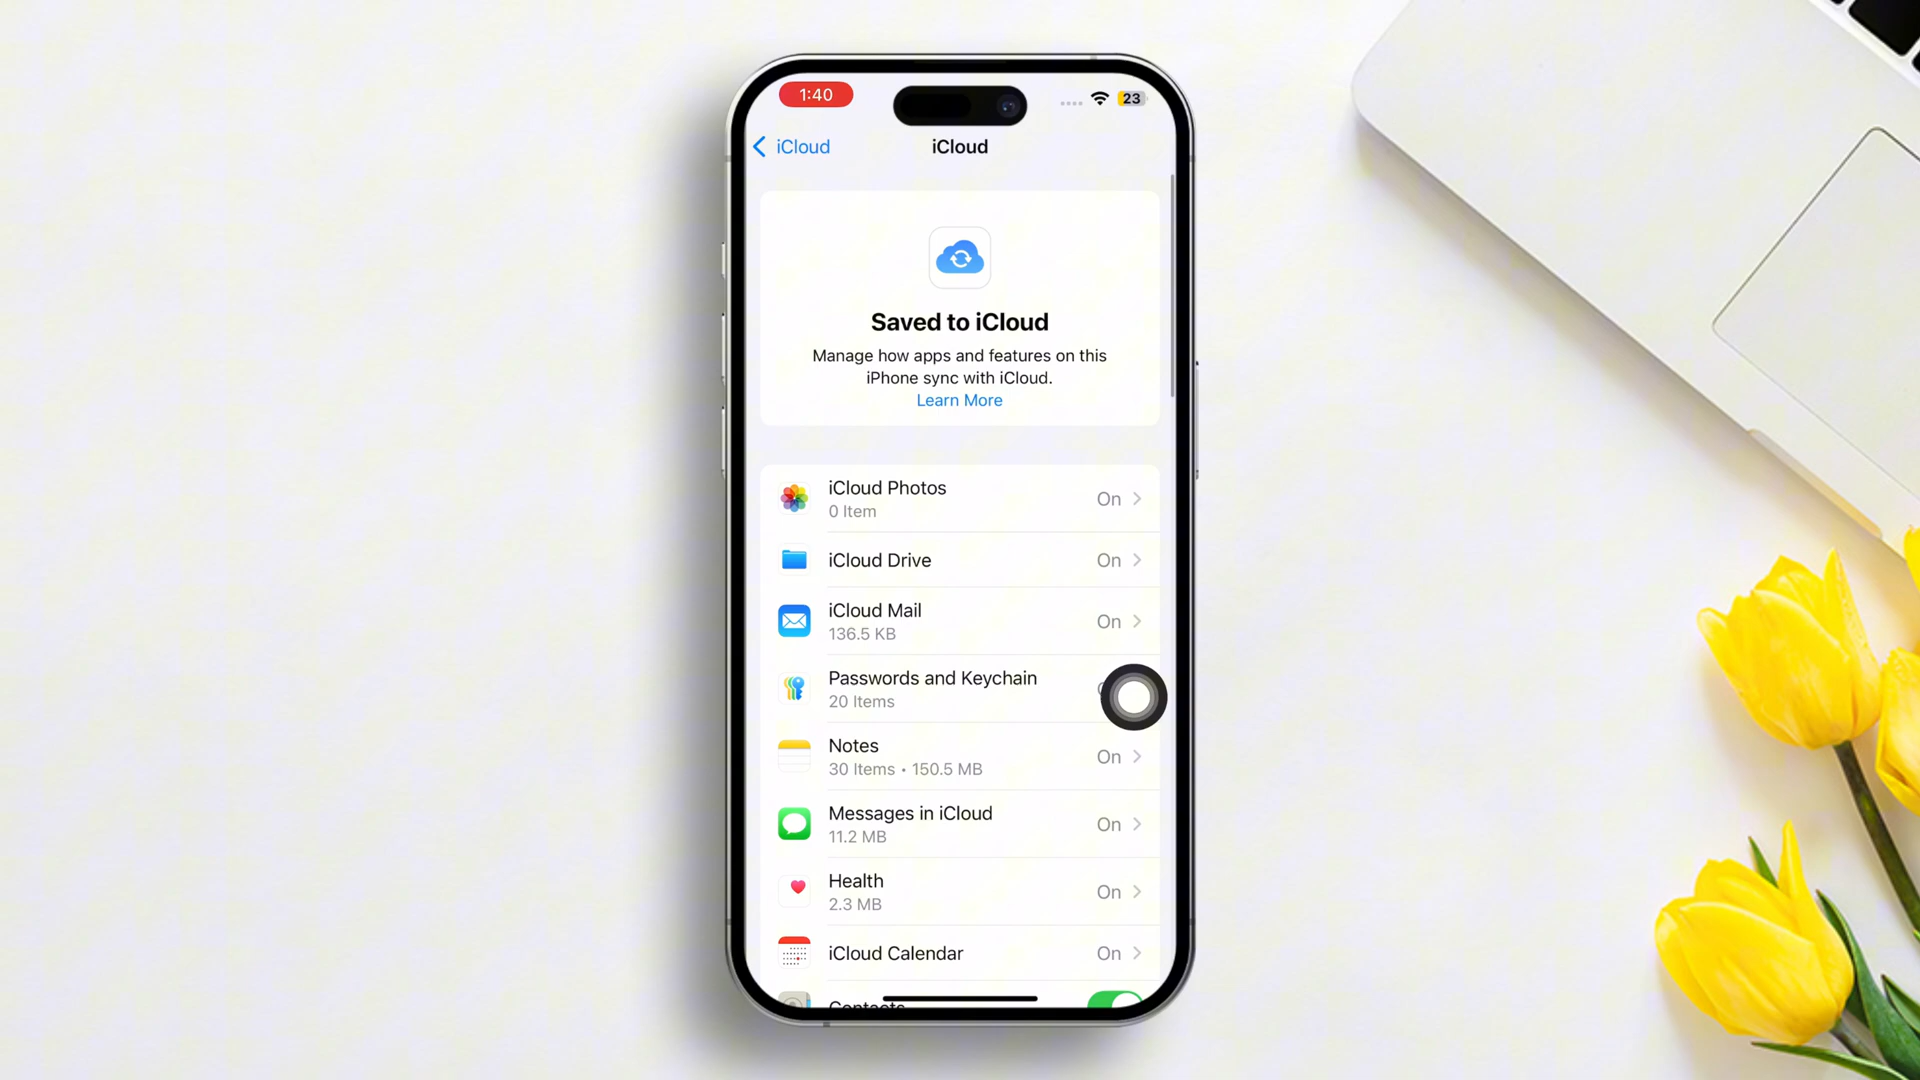 1:40
23
iCloud
iCloud
Saved to iCloud
Manage how apps and features on this
iPhone sync with iCloud.
Learn More
iCloud Photos
0 Item
On
iCloud Drive
On
iCloud Mail
136.5 KB
On
Passwords and Keychain
20 Items
Notes
30 Items • 150.5 MB
On
Messages in iCloud
11.2 MB
On
Health
2.3 MB
On
iCloud Calendar
On
Contacts